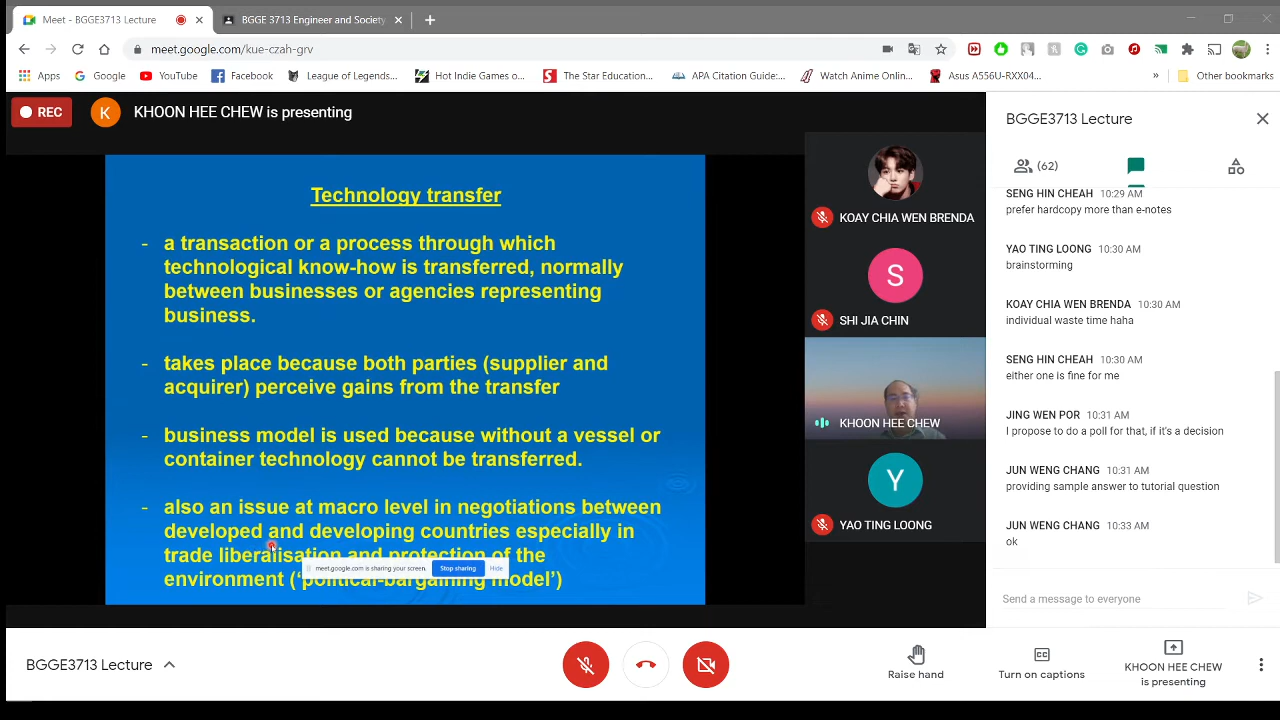 Meet - BGGE3713 Lecture
BGGE 3713 Engineer and Society
meet.google.com/kue-czah-grv
Apps
Google
YouTube
Facebook
League of Legends...
Hot Indie Games o...
The Star Education...
APA Citation Guide:...
Watch Anime Onlin...
Asus A556U-RXX04...
»
Other bookmarks
REC
K
KHOON HEE CHEW is presenting
Technology transfer
- a transaction or a process through which
technological know-how is transferred, normally
between businesses or agencies representing
business.
- takes place because both parties (supplier and
acquirer) perceive gains from the transfer
- business model is used because without a vessel or
container technology cannot be transferred.
- also an issue at macro level in negotiations between
developed and developing countries especially in
trade liberalisation and protection of the
environment ('political-bargaining model')
meet.google.com is sharing your screen.
Stop sharing
Hide
KOAY CHIA WEN BRENDA
S
SHI JIA CHIN
KHOON HEE CHEW
Y
YAO TING LOONG
BGGE3713 Lecture
(62)
SENG HIN CHEAH 10:29 AM
prefer hardcopy more than e-notes
YAO TING LOONG 10:30 AM
brainstorming
KOAY CHIA WEN BRENDA 10:30 AM
individual waste time haha
SENG HIN CHEAH 10:30 AM
either one is fine for me
JING WEN POR 10:31 AM
I propose to do a poll for that, if it's a decision
JUN WENG CHANG 10:31 AM
providing sample answer to tutorial question
JUN WENG CHANG 10:33 AM
ok
Send a message to everyone
BGGE3713 Lecture
Raise hand
Turn on captions
KHOON HEE CHEW
is presenting